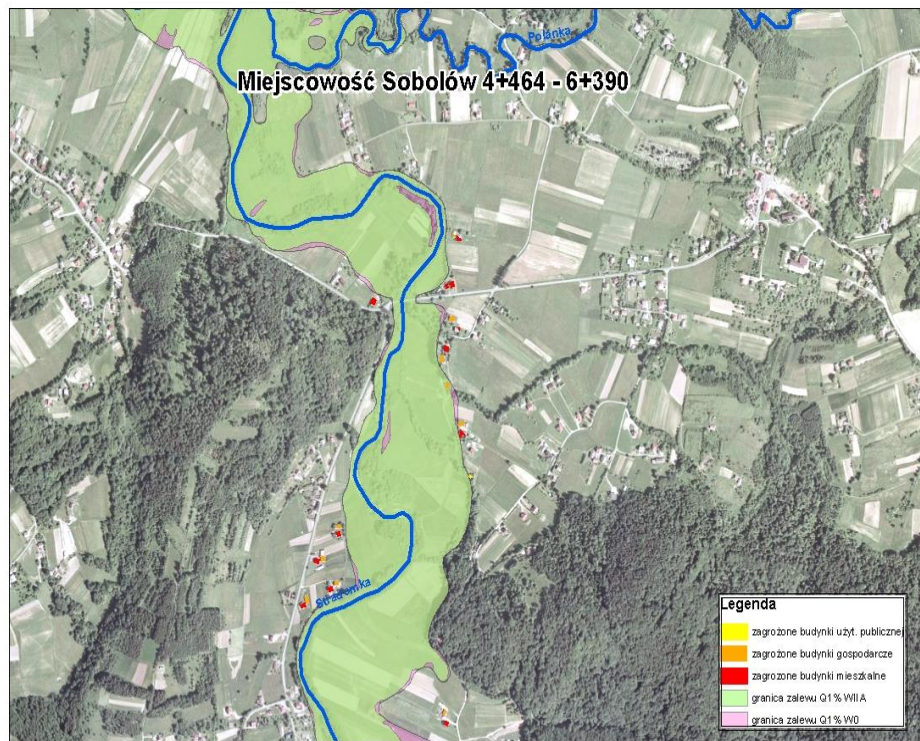 Polanka
Miejscowość Sobolów 4+464 - 6+390
Stradomka
Legenda
zagrożone budynki użyt. publicznej
zagrożone budynki gospodarcze
zagrozone budynki mieszkalne
granica zalewu Q1% WIIA
granica zalewu Q1% W0